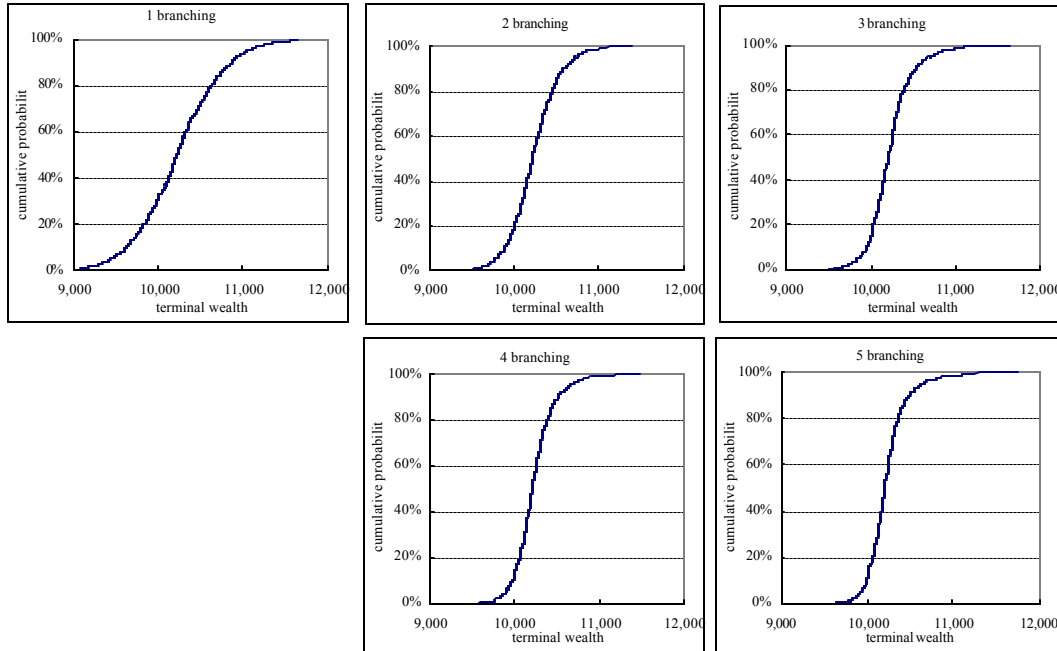 1 branching
100%
80%
60%
40%
20%
0%
cumulative probabilit
9,000 10,000 11,000 12,000
terminal wealth
2 branching
100%
80%
60%
40%
20%
0%
cumulative probabilit
9,000 10,000 11,000 12,000
terminal wealth
3 branching
100%
80%
60%
40%
20%
0%
cumulative probabilit
9,000 10,000 11,000 12,000
terminal wealth
4 branching
100%
80%
60%
40%
20%
0%
cumulative probabilit
9,000 10,000 11,000 12,000
terminal wealth
5 branching
100%
80%
60%
40%
20%
0%
cumulative probabilit
9,000 10,000 11,000 12,000
terminal wealth